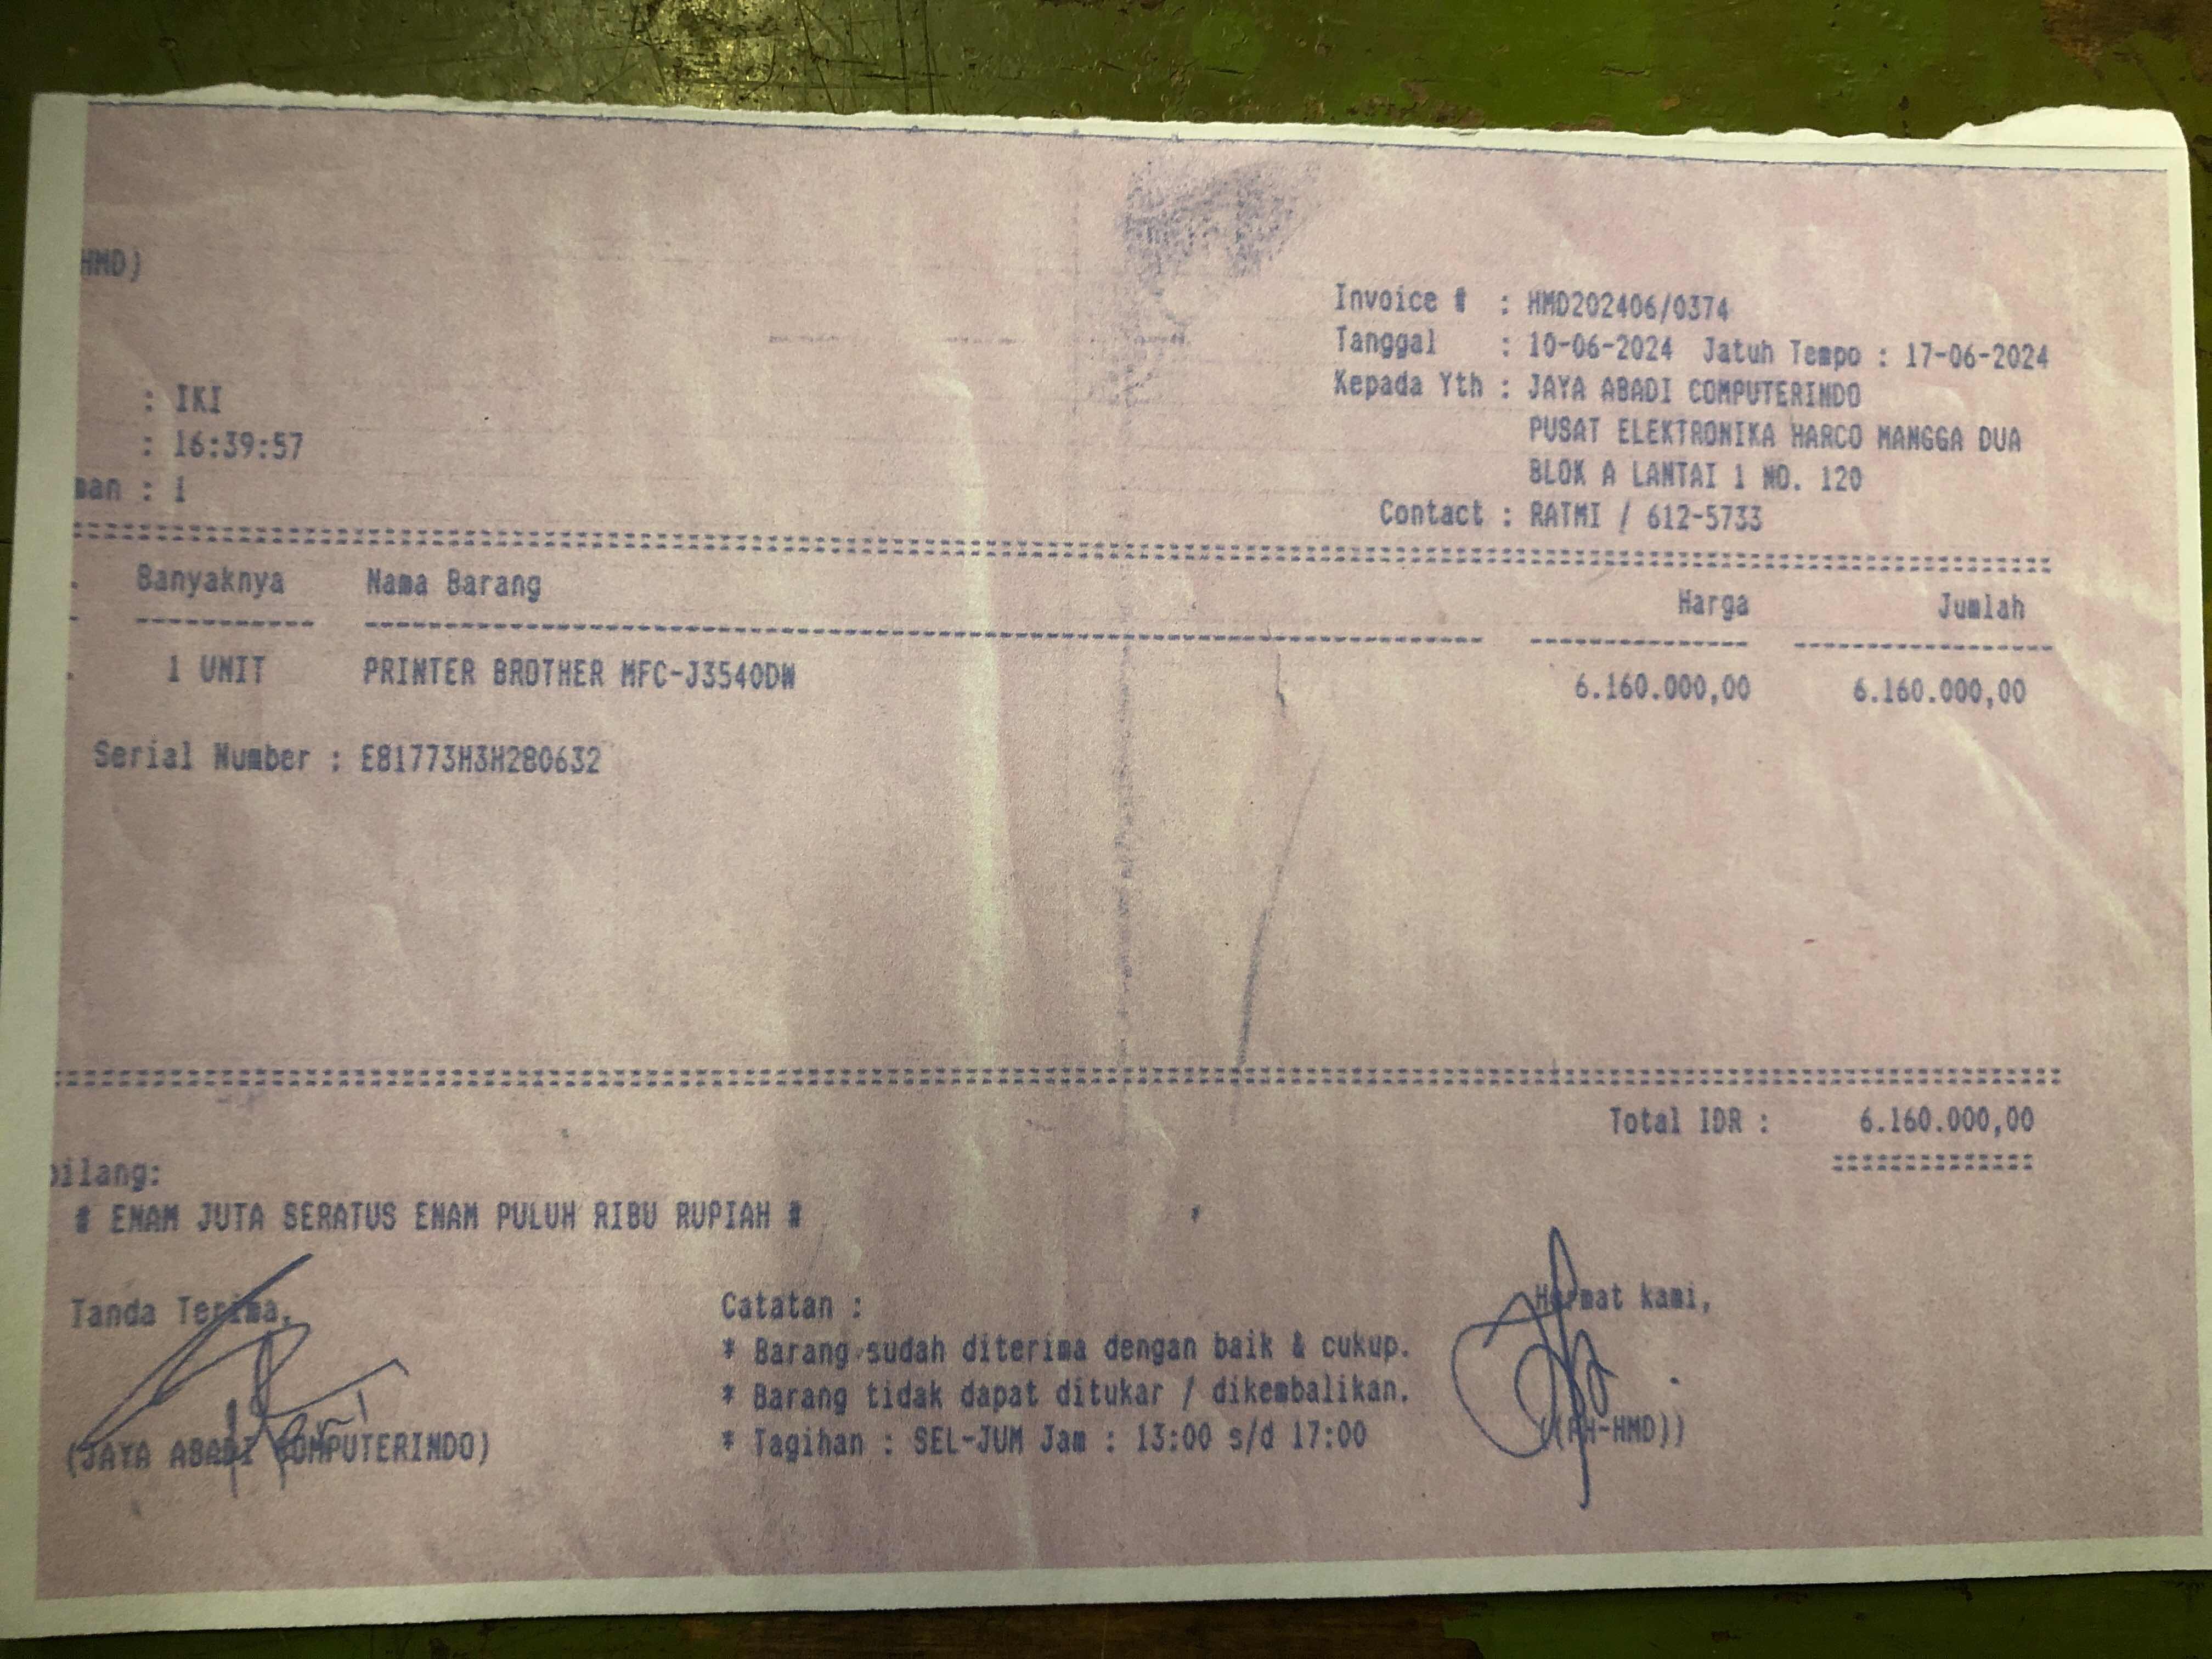 HMD)
Invoice # : HMD202406/0374
Tanggal : 10-06-2024 Jatuh Tempo : 17-06-2024
: IKI
Kepada Yth : JAYA ABADI COMPUTERINDO
: 16:39:57
PUSAT ELEKTRONIKA HARCO MANGGA DUA
man : 1
BLOK A LANTAI 1 NO. 120
Contact : RATMI / 612-5733
. Banyaknya Nama Barang Harga Jumlah
. 1 UNIT PRINTER BROTHER MFC-J3540DW 6.160.000,00 6.160.000,00
Serial Number : E81773H3H280632
Total IDR : 6.160.000,00
bilang:
# ENAM JUTA SERATUS ENAM PULUH RIBU RUPIAH #
Tanda Terima, Catatan : Hormat kami,
* Barang sudah diterima dengan baik & cukup.
* Barang tidak dapat ditukar / dikembalikan.
(JAYA ABADI COMPUTERINDO) * Tagihan : SEL-JUM Jam : 13:00 s/d 17:00 -HMD))